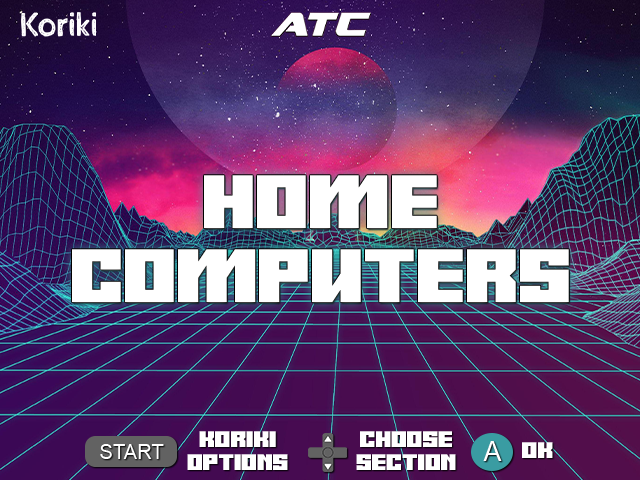 Koriki
ATC
HOME
COMPUTERS
START
KORIKI
OPTIONS
CHOOSE
SECTION
A
OK